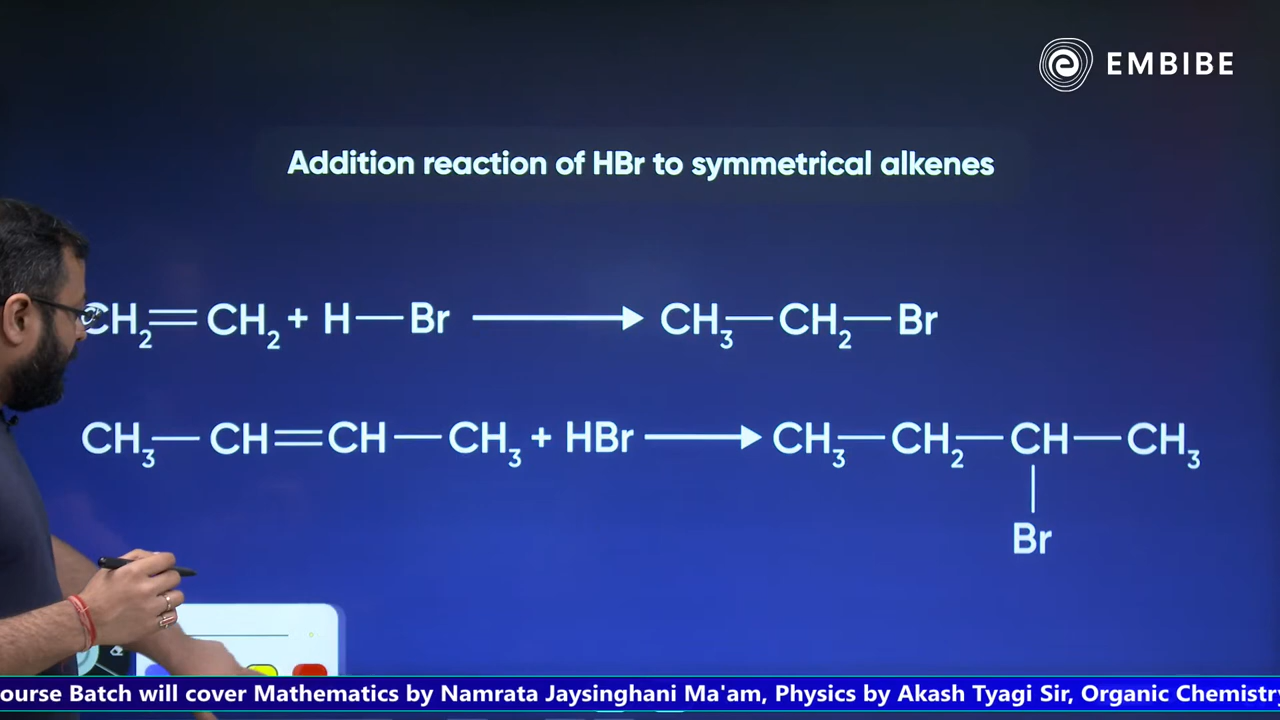 EMBIBE
Addition reaction of HBr to symmetrical alkenes
CH₂=CH₂ + H—Br → CH₃—CH₂—Br
CH₃—CH=CH—CH₃ + HBr → CH₃—CH₂—CH—CH₃
|
Br
ourse Batch will cover Mathematics by Namrata Jaysinghani Ma'am, Physics by Akash Tyagi Sir, Organic Chemistry